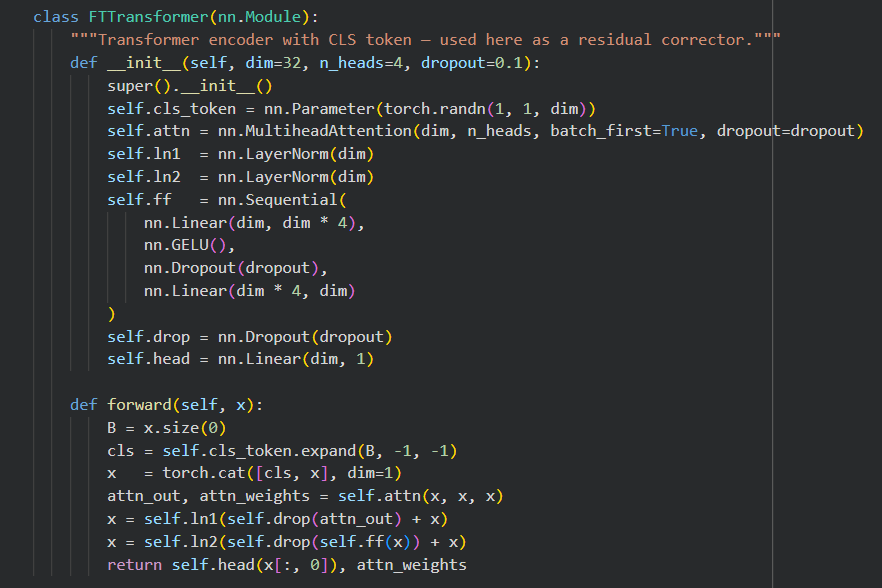 class FTTransformer(nn.Module):
    """Transformer encoder with CLS token — used here as a residual corrector."""
    def __init__(self, dim=32, n_heads=4, dropout=0.1):
        super().__init__()
        self.cls_token = nn.Parameter(torch.randn(1, 1, dim))
        self.attn = nn.MultiheadAttention(dim, n_heads, batch_first=True, dropout=dropout)
        self.ln1  = nn.LayerNorm(dim)
        self.ln2  = nn.LayerNorm(dim)
        self.ff   = nn.Sequential(
            nn.Linear(dim, dim * 4),
            nn.GELU(),
            nn.Dropout(dropout),
            nn.Linear(dim * 4, dim)
        )
        self.drop = nn.Dropout(dropout)
        self.head = nn.Linear(dim, 1)

    def forward(self, x):
        B = x.size(0)
        cls = self.cls_token.expand(B, -1, -1)
        x   = torch.cat([cls, x], dim=1)
        attn_out, attn_weights = self.attn(x, x, x)
        x = self.ln1(self.drop(attn_out) + x)
        x = self.ln2(self.drop(self.ff(x)) + x)
        return self.head(x[:, 0]), attn_weights